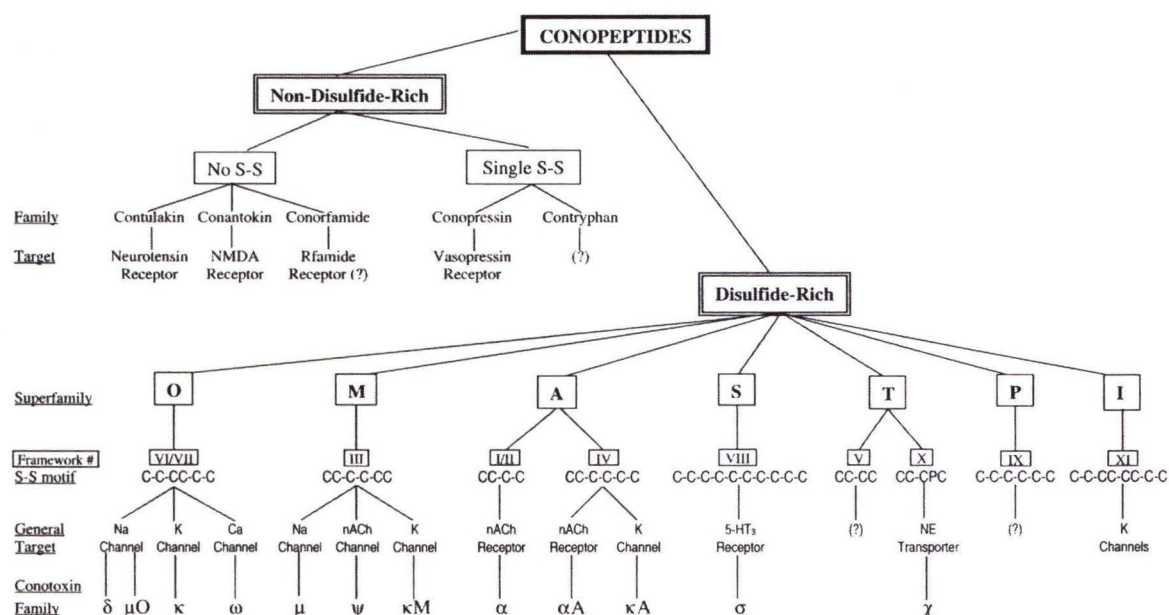 CONOPEPTIDES
Non-Disulfide-Rich
No S-S Single S-S
Family Contulakin Conantokin Conorfamide Conopressin Contryphan
Target Neurotensin NMDA Rfamide Vasopressin (?)
Receptor Receptor Receptor (?) Receptor
Disulfide-Rich
Superfamily O M A S T P I
Framework # VI/VII III I/II IV VIII V X IX XI
S-S motif C-C-CC-C-C CC-C-C-CC CC-C-C CC-C-C-C-C C-C-C-C-C-C-C-C-C-C CC-CC CC-CPC C-C-C-C-C-C C-C-CC-CC-C-C
General Na K Ca Na nACh K nACh nACh K 5-HT₃ (?) NE (?) K
Target Channel Channel Channel Channel Channel Channel Receptor Receptor Channel Receptor Transporter Channels
Conotoxin
Family δ μO κ ω μ ψ κM α αA κA σ χ